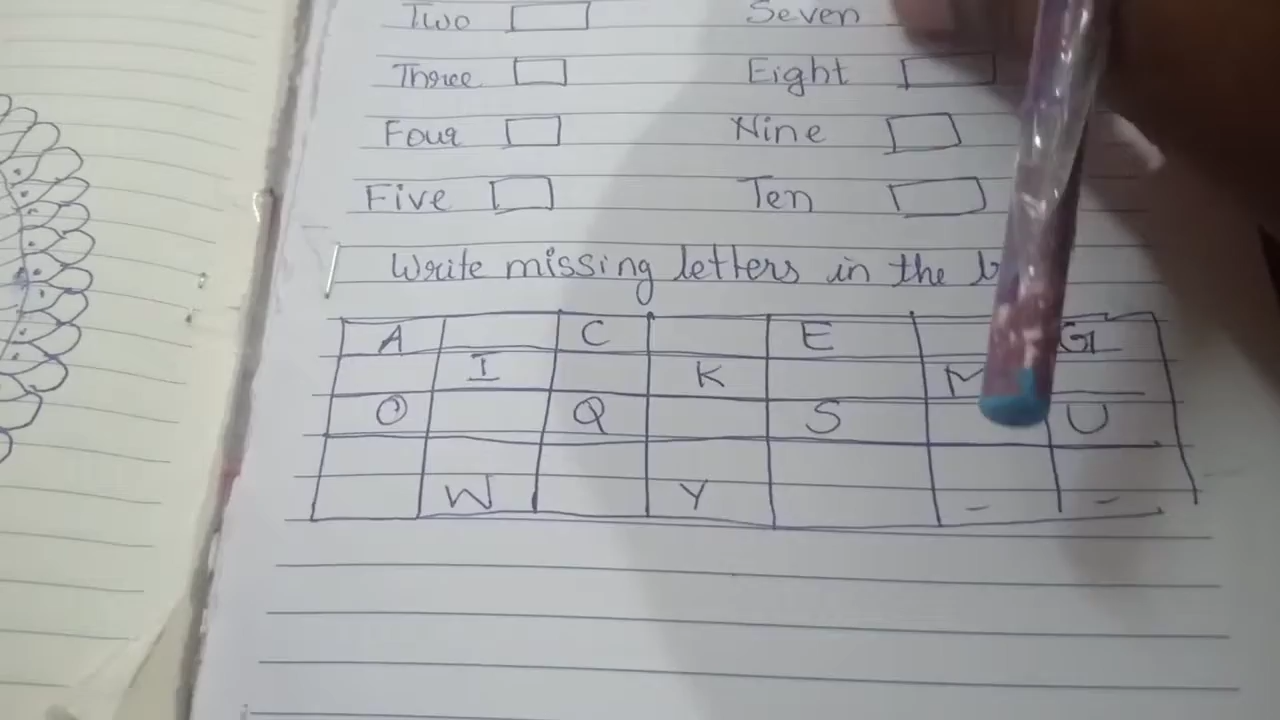 Two Seven
Three Eight
Four Nine
Five Ten
Write missing letters in the
A C E G
I K M
O Q S U
W Y - -